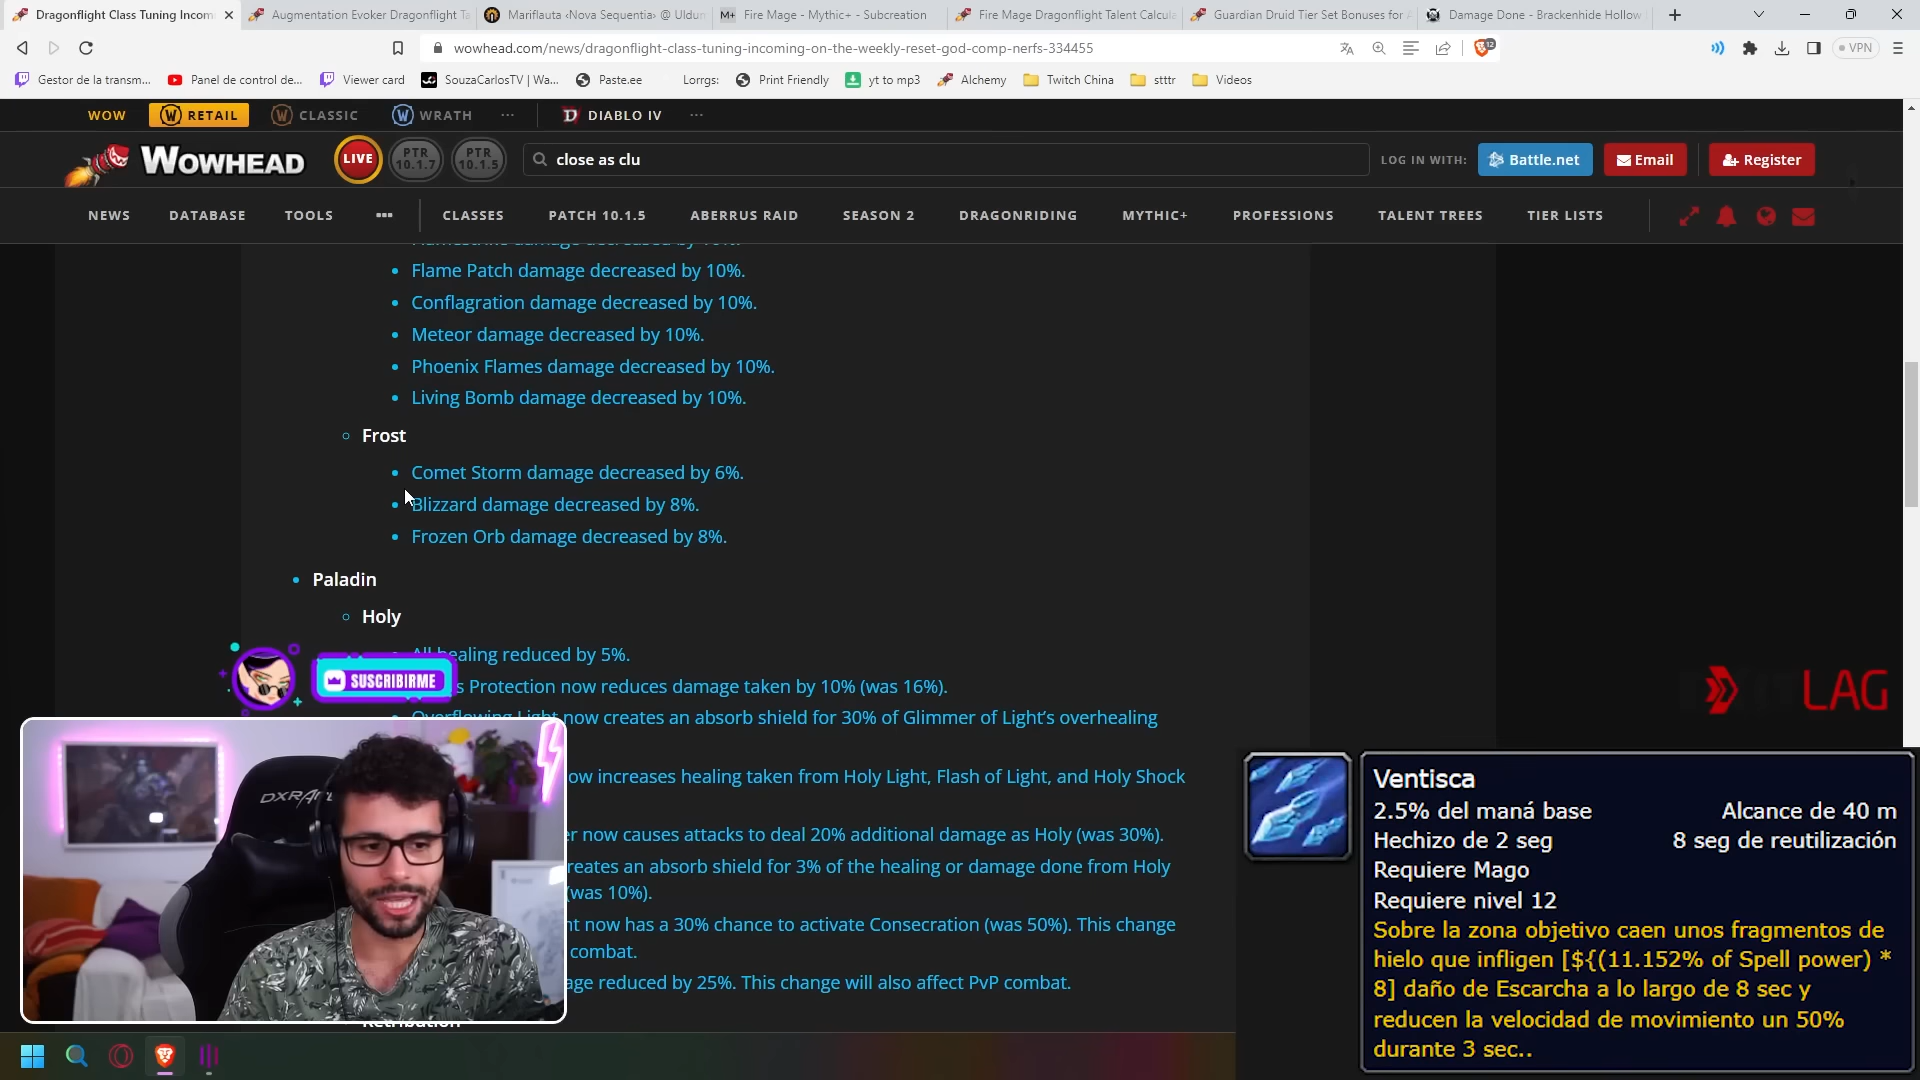 Dragonflight Class Tuning Incom
Augmentation Evoker Dragonflight Ta
Mariflauta ‹Nova Sequentia› @ Uldun
Fire Mage - Mythic+ - Subcreation
Fire Mage Dragonflight Talent Calcula
Guardian Druid Tier Set Bonuses for A
Damage Done - Brackenhide Hollow
wowhead.com/news/dragonflight-class-tuning-incoming-on-the-weekly-reset-god-comp-nerfs-334455
12
VPN
Gestor de la transm...
Panel de control de...
Viewer card
SouzaCarlosTV | Wa...
Paste.ee
Lorrgs:
Print Friendly
yt to mp3
Alchemy
Twitch China
stttr
Videos
WOW
RETAIL
CLASSIC
WRATH
...
DIABLO IV
...
WOWHEAD
LIVE
PTR 10.1.7
PTR 10.1.5
close as clu
LOG IN WITH:
Battle.net
Email
Register
NEWS
DATABASE
TOOLS
...
CLASSES
PATCH 10.1.5
ABERRUS RAID
SEASON 2
DRAGONRIDING
MYTHIC+
PROFESSIONS
TALENT TREES
TIER LISTS
Flamestrike damage decreased by 10%.
Flame Patch damage decreased by 10%.
Conflagration damage decreased by 10%.
Meteor damage decreased by 10%.
Phoenix Flames damage decreased by 10%.
Living Bomb damage decreased by 10%.
Frost
Comet Storm damage decreased by 6%.
Blizzard damage decreased by 8%.
Frozen Orb damage decreased by 8%.
Paladin
Holy
All healing reduced by 5%.
SUSCRIBIRME
s Protection now reduces damage taken by 10% (was 16%).
Overflowing Light now creates an absorb shield for 30% of Glimmer of Light's overhealing
ow increases healing taken from Holy Light, Flash of Light, and Holy Shock
er now causes attacks to deal 20% additional damage as Holy (was 30%).
reates an absorb shield for 3% of the healing or damage done from Holy
(was 10%).
nt now has a 30% chance to activate Consecration (was 50%). This change
combat.
age reduced by 25%. This change will also affect PvP combat.
Retribution
LAG
Ventisca
2.5% del maná base
Alcance de 40 m
Hechizo de 2 seg
8 seg de reutilización
Requiere Mago
Requiere nivel 12
Sobre la zona objetivo caen unos fragmentos de
hielo que infligen [${(11.152% of Spell power) *
8] daño de Escarcha a lo largo de 8 sec y
reducen la velocidad de movimiento un 50%
durante 3 sec..